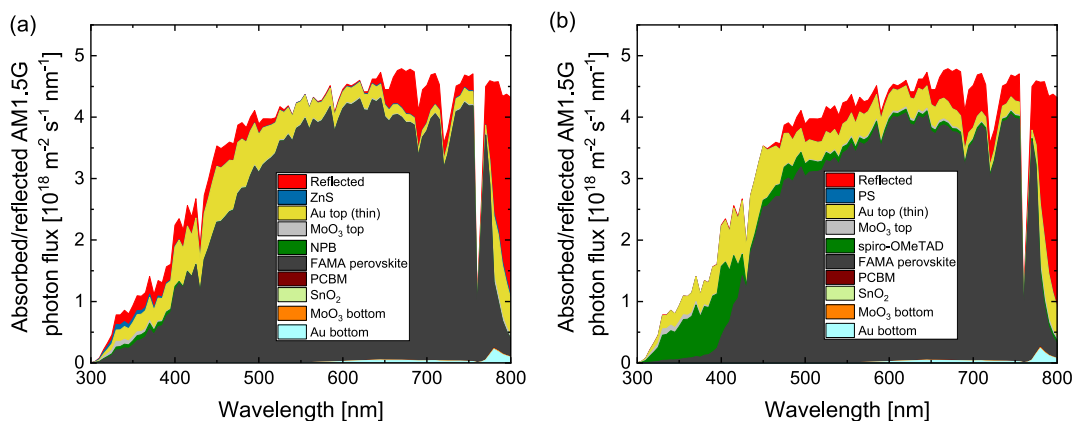 (a)
Absorbed/reflected AM1.5G
photon flux [10¹⁸ m⁻² s⁻¹ nm⁻¹]
5
4
3
2
1
0
Reflected
ZnS
Au top (thin)
MoO₃ top
NPB
FAMA perovskite
PCBM
SnO₂
MoO₃ bottom
Au bottom
300 400 500 600 700 800
Wavelength [nm]
(b)
Absorbed/reflected AM1.5G
photon flux [10¹⁸ m⁻² s⁻¹ nm⁻¹]
5
4
3
2
1
0
Reflected
PS
Au top (thin)
MoO₃ top
spiro-OMeTAD
FAMA perovskite
PCBM
SnO₂
MoO₃ bottom
Au bottom
300 400 500 600 700 800
Wavelength [nm]